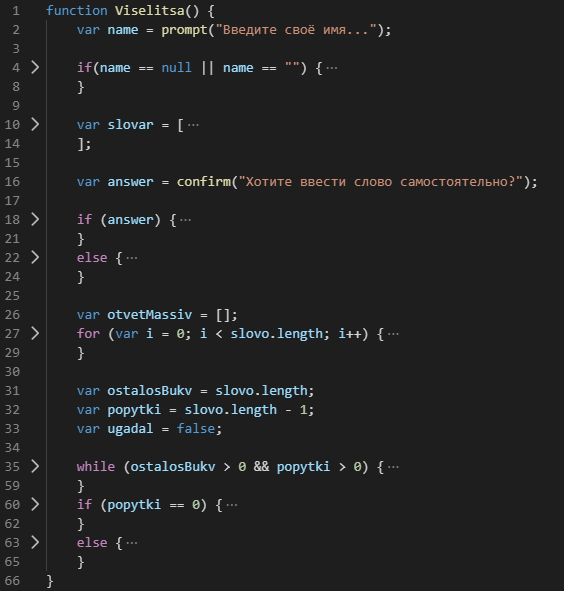 1 function Viselitsa() {
2 var name = prompt("Введите своё имя...");
3
4 if(name == null || name == "") {···
8 }
9
10 var slovar = [···
14 ];
15
16 var answer = confirm("Хотите ввести слово самостоятельно?");
17
18 if (answer) {···
21 }
22 else {···
24 }
25
26 var otvetMassiv = [];
27 for (var i = 0; i < slovo.length; i++) {···
29 }
30
31 var ostalosBukv = slovo.length;
32 var popytki = slovo.length - 1;
33 var ugadal = false;
34
35 while (ostalosBukv > 0 && popytki > 0) {···
59 }
60 if (popytki == 0) {···
62 }
63 else {···
65 }
66 }